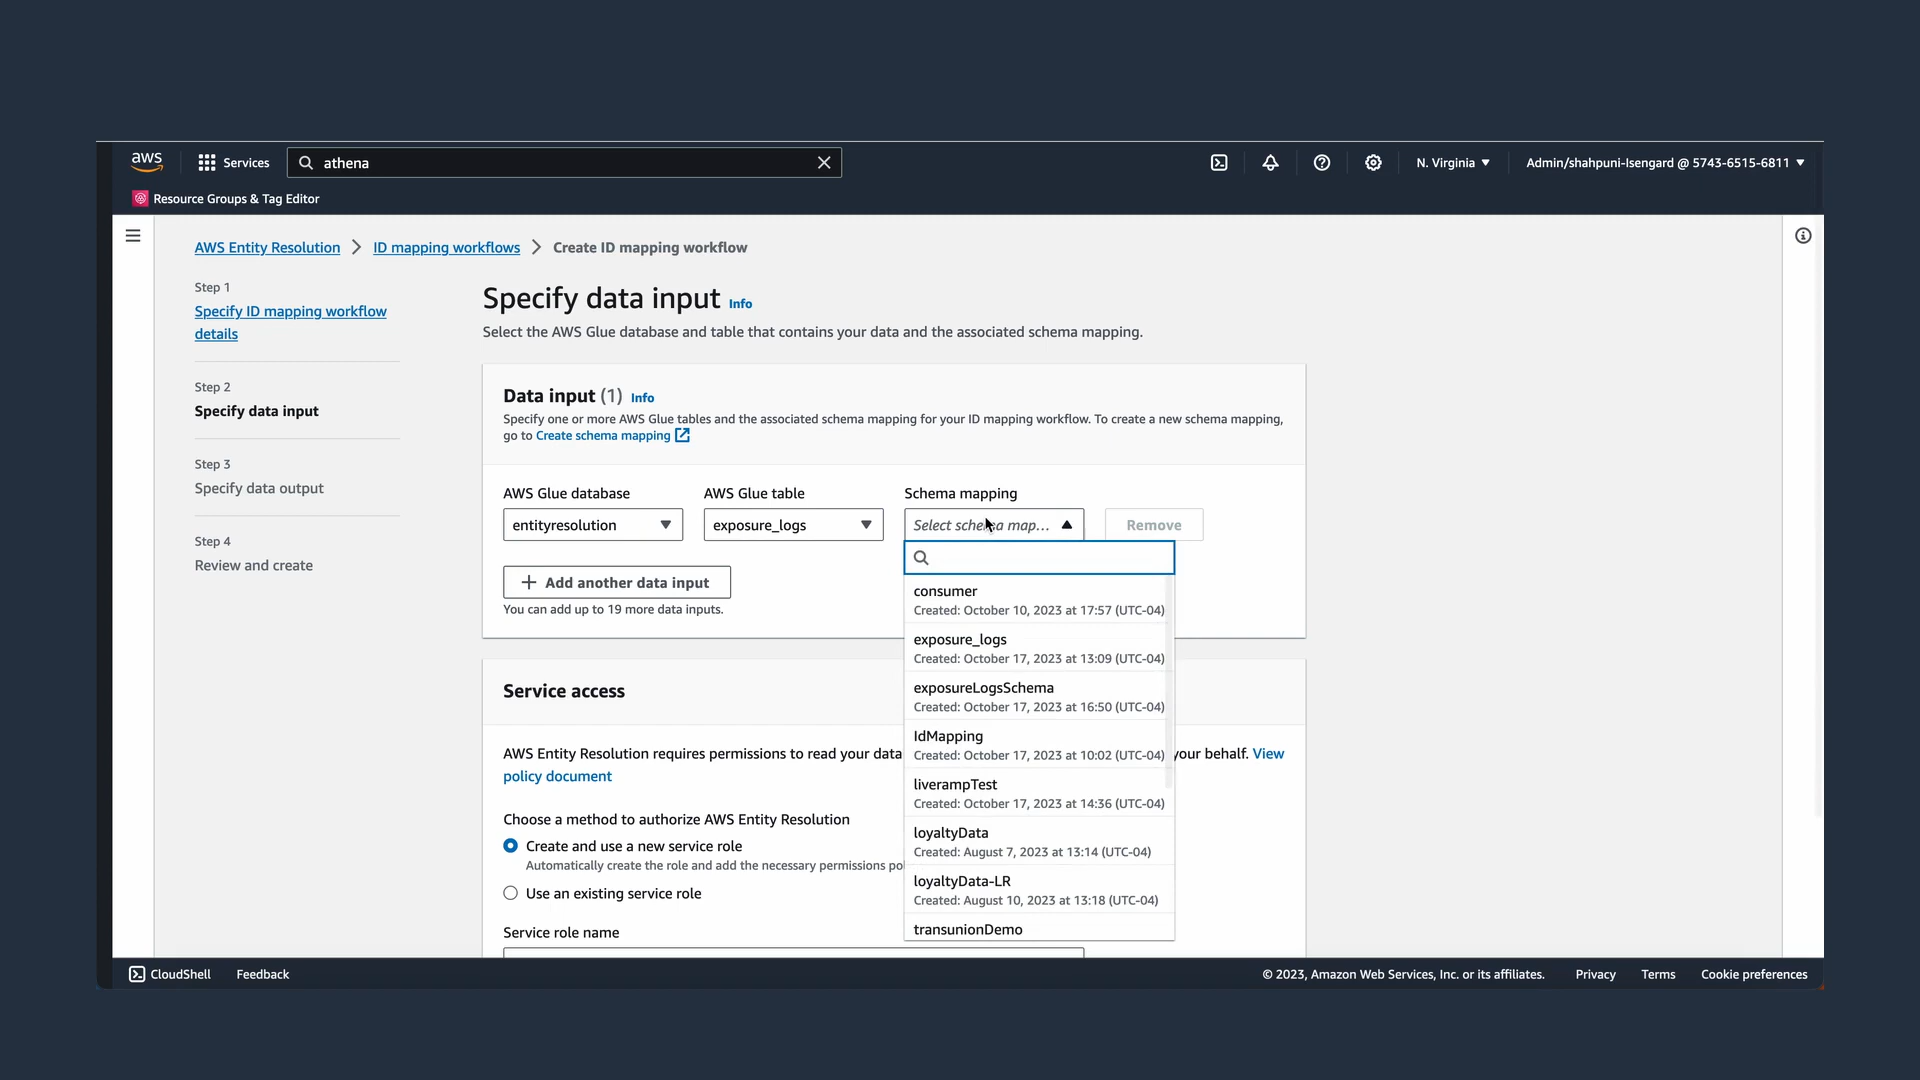 aws
Services
athena
N. Virginia
Admin/shahpuni-Isengard @ 5743-6515-6811
Resource Groups & Tag Editor
AWS Entity Resolution
ID mapping workflows
Create ID mapping workflow
Step 1
Specify ID mapping workflow
details
Step 2
Specify data input
Step 3
Specify data output
Step 4
Review and create
Specify data input Info
Select the AWS Glue database and table that contains your data and the associated schema mapping.
Data input (1) Info
Specify one or more AWS Glue tables and the associated schema mapping for your ID mapping workflow. To create a new schema mapping,
go to Create schema mapping
AWS Glue database
AWS Glue table
Schema mapping
entityresolution
exposure_logs
Select schema map...
Remove
+ Add another data input
You can add up to 19 more data inputs.
consumer
Created: October 10, 2023 at 17:57 (UTC-04)
exposure_logs
Created: October 17, 2023 at 13:09 (UTC-04)
exposureLogsSchema
Created: October 17, 2023 at 16:50 (UTC-04)
IdMapping
Created: October 17, 2023 at 10:02 (UTC-04)
liverampTest
Created: October 17, 2023 at 14:36 (UTC-04)
loyaltyData
Created: August 7, 2023 at 13:14 (UTC-04)
loyaltyData-LR
Created: August 10, 2023 at 13:18 (UTC-04)
transunionDemo
Service access
AWS Entity Resolution requires permissions to read your data
your behalf. View
policy document
Choose a method to authorize AWS Entity Resolution
Create and use a new service role
Automatically create the role and add the necessary permissions
Use an existing service role
Service role name
CloudShell
Feedback
© 2023, Amazon Web Services, Inc. or its affiliates.
Privacy
Terms
Cookie preferences